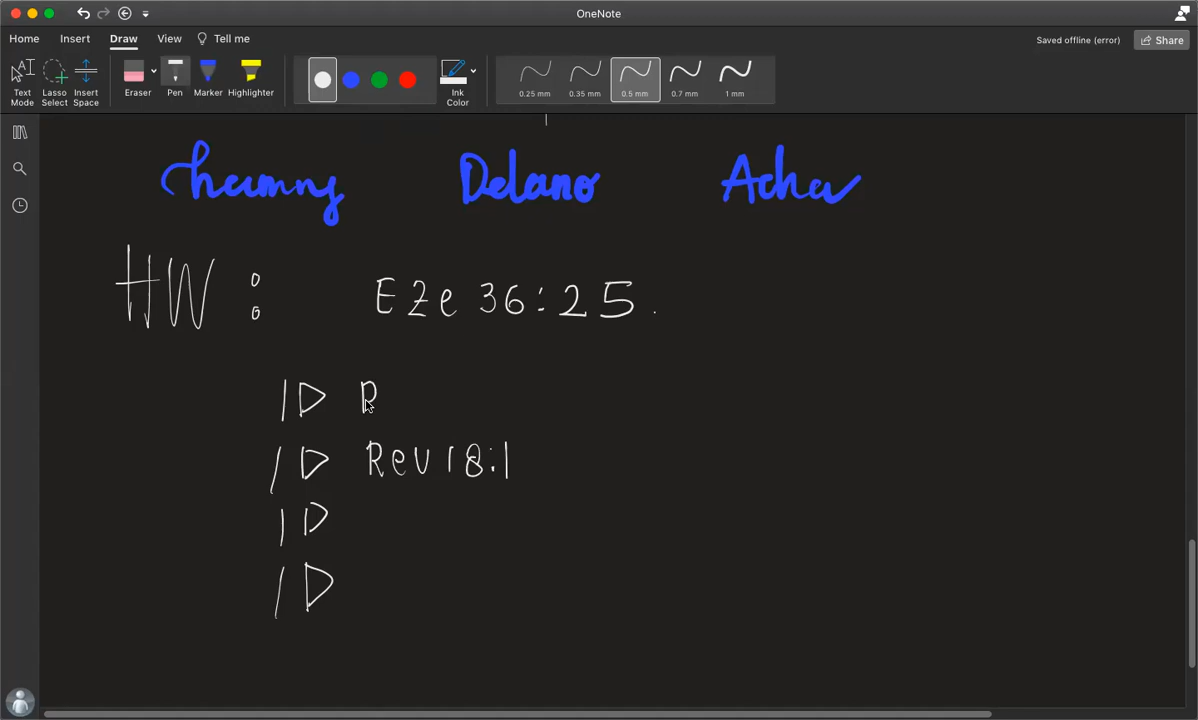 OneNote
Home Insert Draw View Tell me
Saved offline (error) Share
Text Mode
Lasso Select
Insert Space
Eraser
Pen
Marker
Highlighter
Ink Color
0.25 mm 0.35 mm 0.5 mm 0.7 mm 1 mm
Delano
HW : Eze 36:25.
1D R
1D Rev 18:1
1D
1D